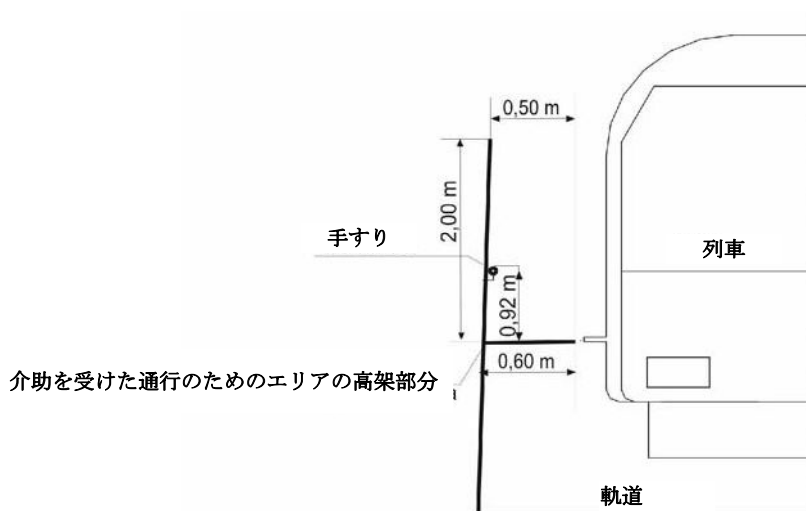 0,50 m
2,00 m
手すり
列車
0,92 m
0,60 m
介助を受けた通行のためのエリアの高架部分
軌道